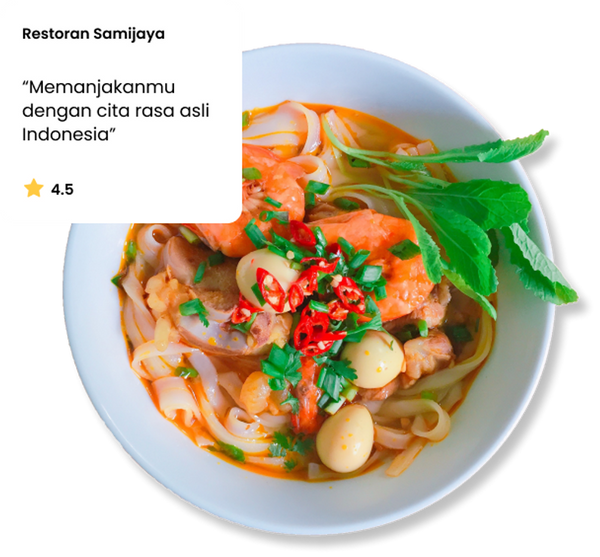 Restoran Samijaya
“Memanjakanmu
dengan cita rasa asli
Indonesia”
4.5